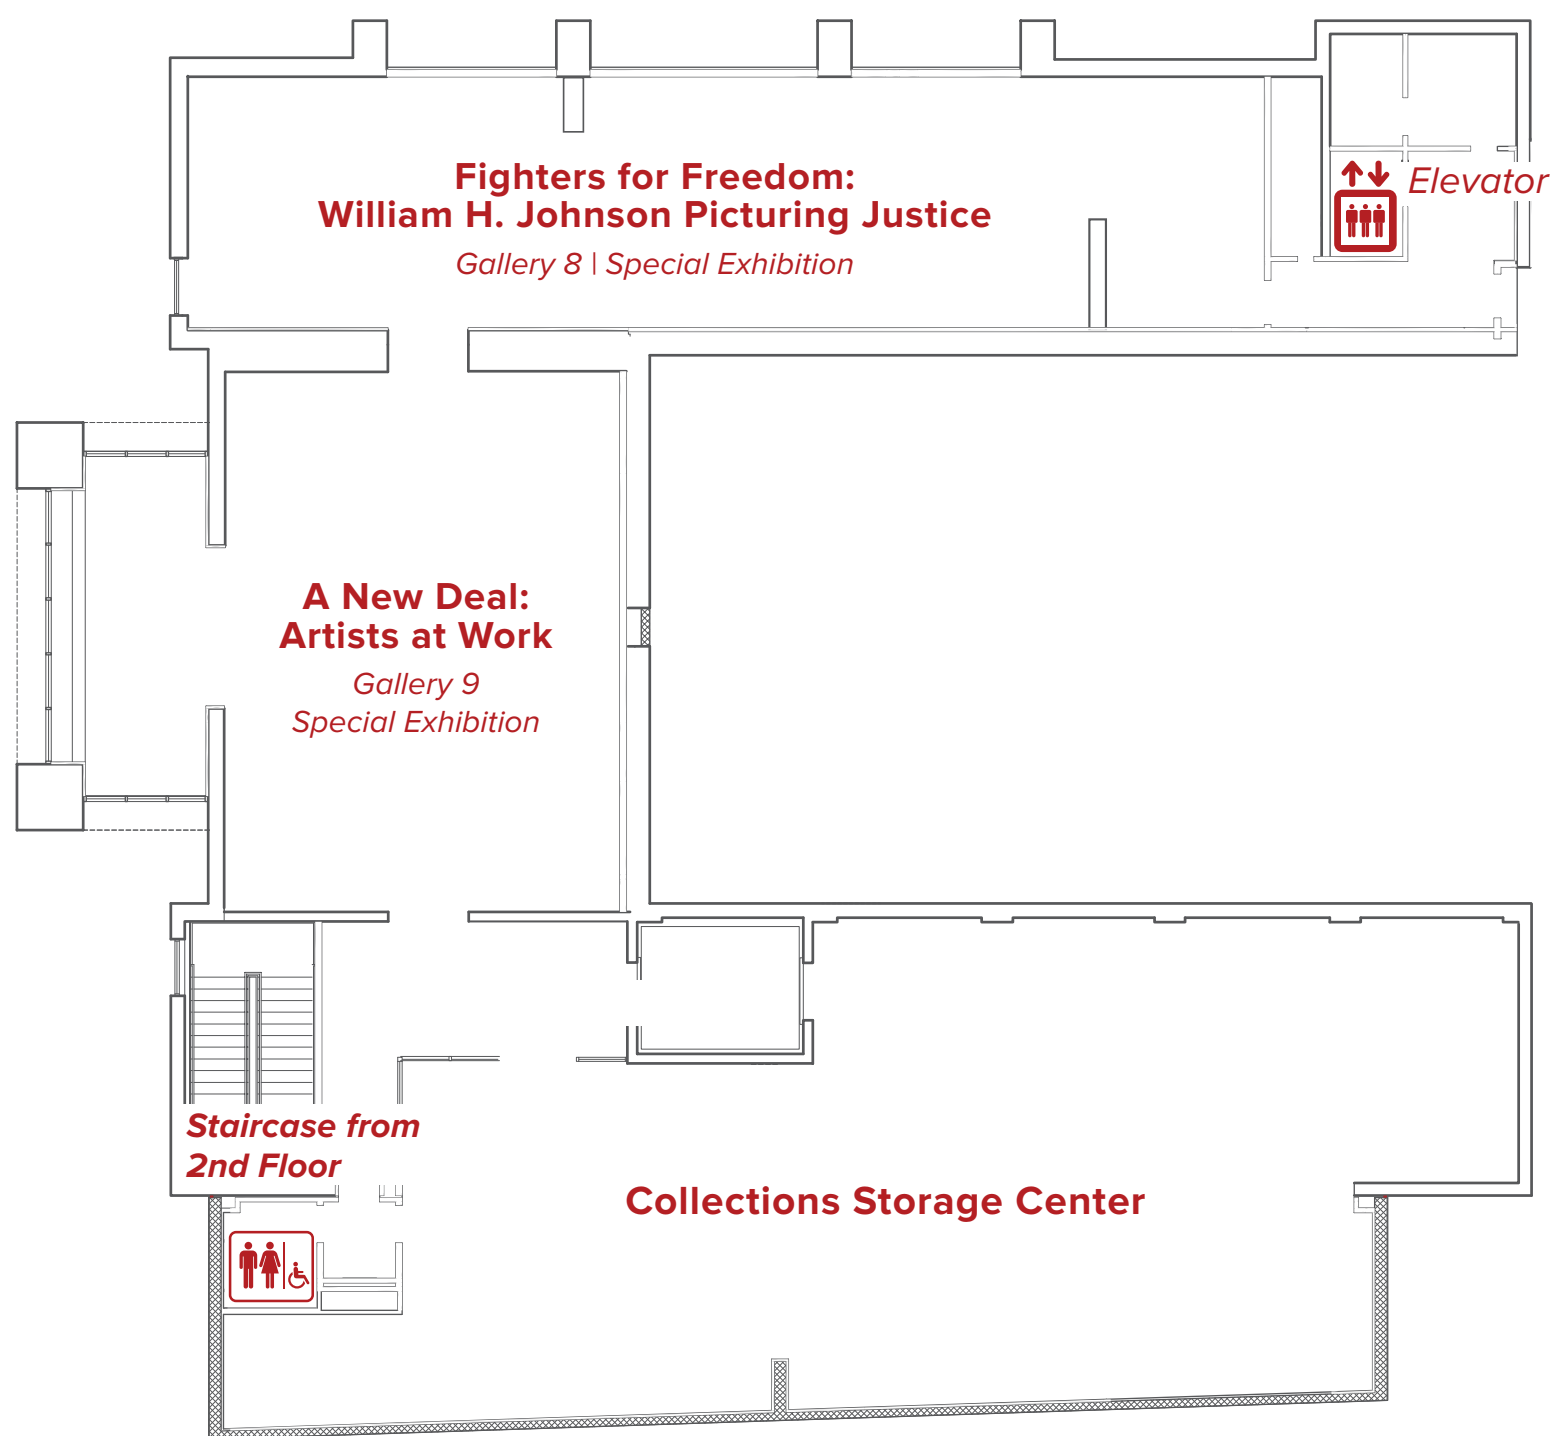 Fighters for Freedom:
William H. Johnson Picturing Justice
Gallery 8 | Special Exhibition
Elevator
A New Deal:
Artists at Work
Gallery 9
Special Exhibition
Staircase from
2nd Floor
Collections Storage Center